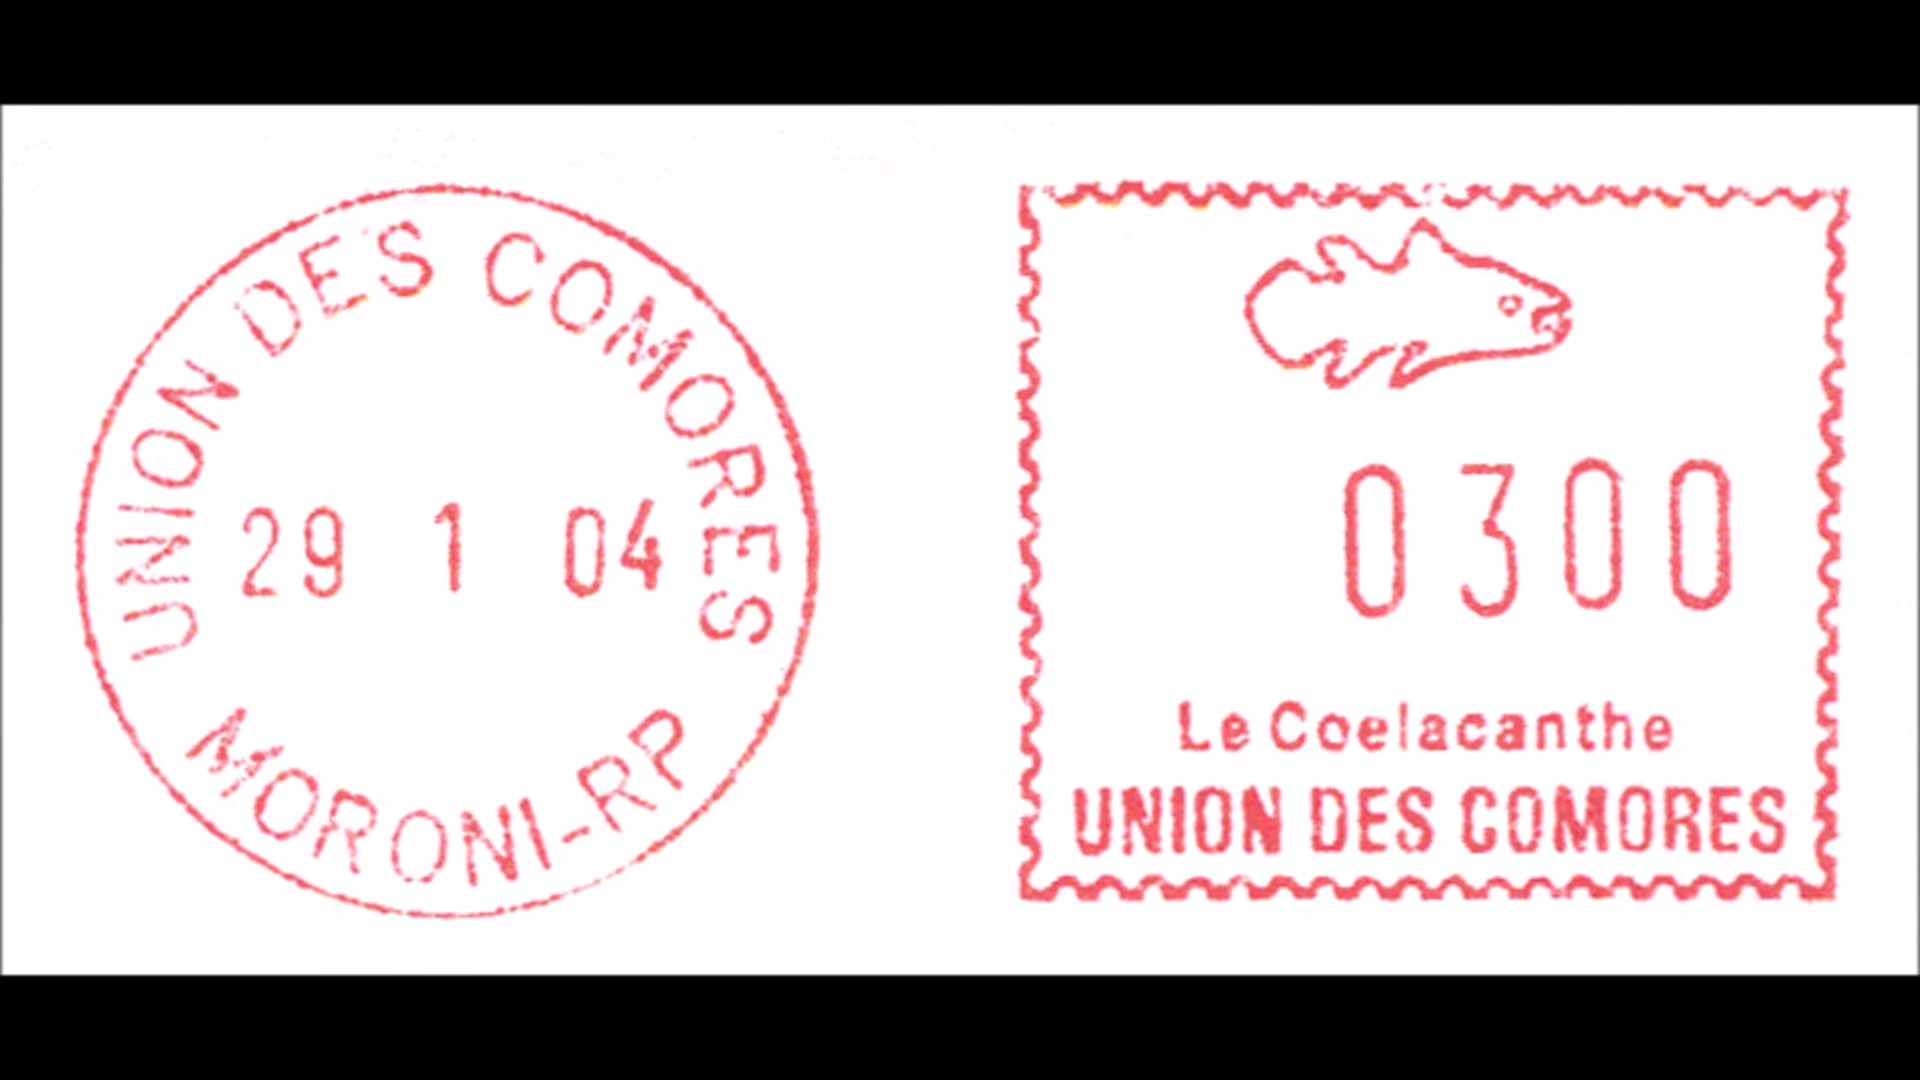 UNION DES COMORES
29 1 04
MORONI-RP
0300
Le Coelacanthe
UNION DES COMORES